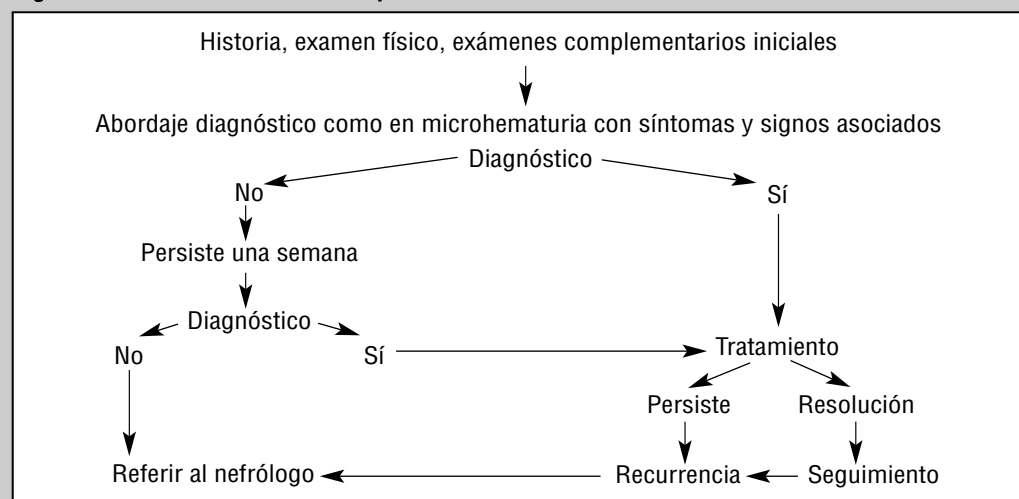 Historia, examen físico, exámenes complementarios iniciales
Abordaje diagnóstico como en microhematuria con síntomas y signos asociados
Diagnóstico
No
Sí
Persiste una semana
Diagnóstico
No
Sí
Tratamiento
Persiste
Resolución
Referir al nefrólogo
Recurrencia
Seguimiento